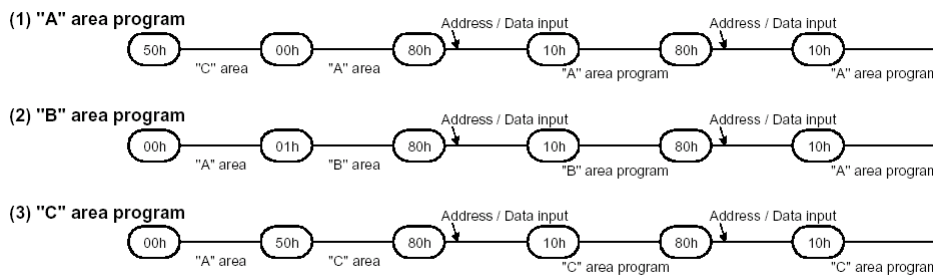 (1) "A" area program
Address / Data input Address / Data input
50h 00h 80h 10h 80h 10h
"C" area "A" area "A" area program "A" area program
(2) "B" area program
Address / Data input Address / Data input
00h 01h 80h 10h 80h 10h
"A" area "B" area "B" area program "A" area program
(3) "C" area program
Address / Data input Address / Data input
00h 50h 80h 10h 80h 10h
"A" area "C" area "C" area program "C" area program